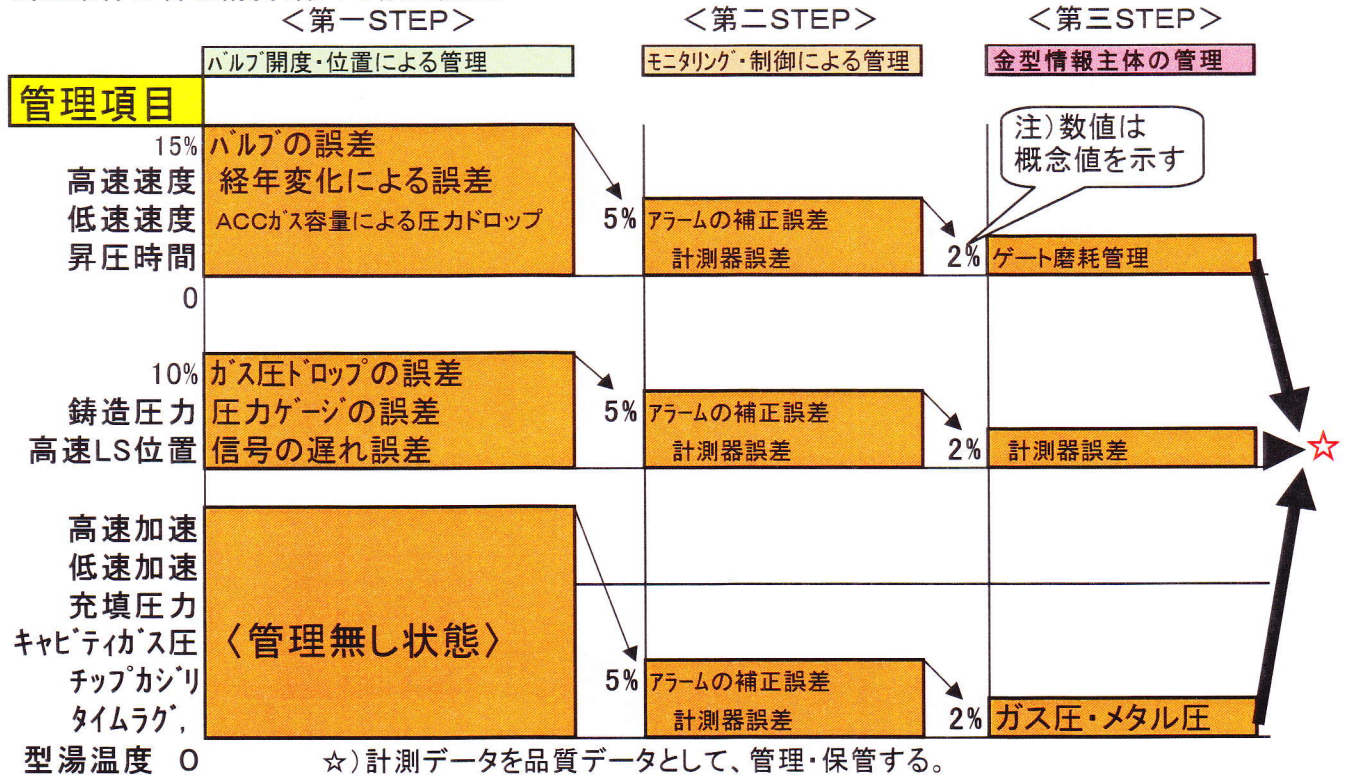 <第一STEP> <第二STEP> <第三STEP>
バルブ開度・位置による管理 モニタリング・制御による管理 金型情報主体の管理
管理項目
注)数値は
概念値を示す
15% バルブの誤差
高速速度 経年変化による誤差
低速速度 ACCガス容量による圧力ドロップ 5% アラームの補正誤差
昇圧時間 計測器誤差 2% ゲート磨耗管理
0
10% ガス圧ドロップの誤差
鋳造圧力 圧力ゲージの誤差 5% アラームの補正誤差
高速LS位置 信号の遅れ誤差 計測器誤差 2% 計測器誤差 ☆
高速加速
低速加速
充填圧力
キャビティガス圧 〈管理無し状態〉
チップカジリ 5% アラームの補正誤差
タイムラグ, 計測器誤差 2% ガス圧・メタル圧
型湯温度 0 ☆)計測データを品質データとして、管理・保管する。